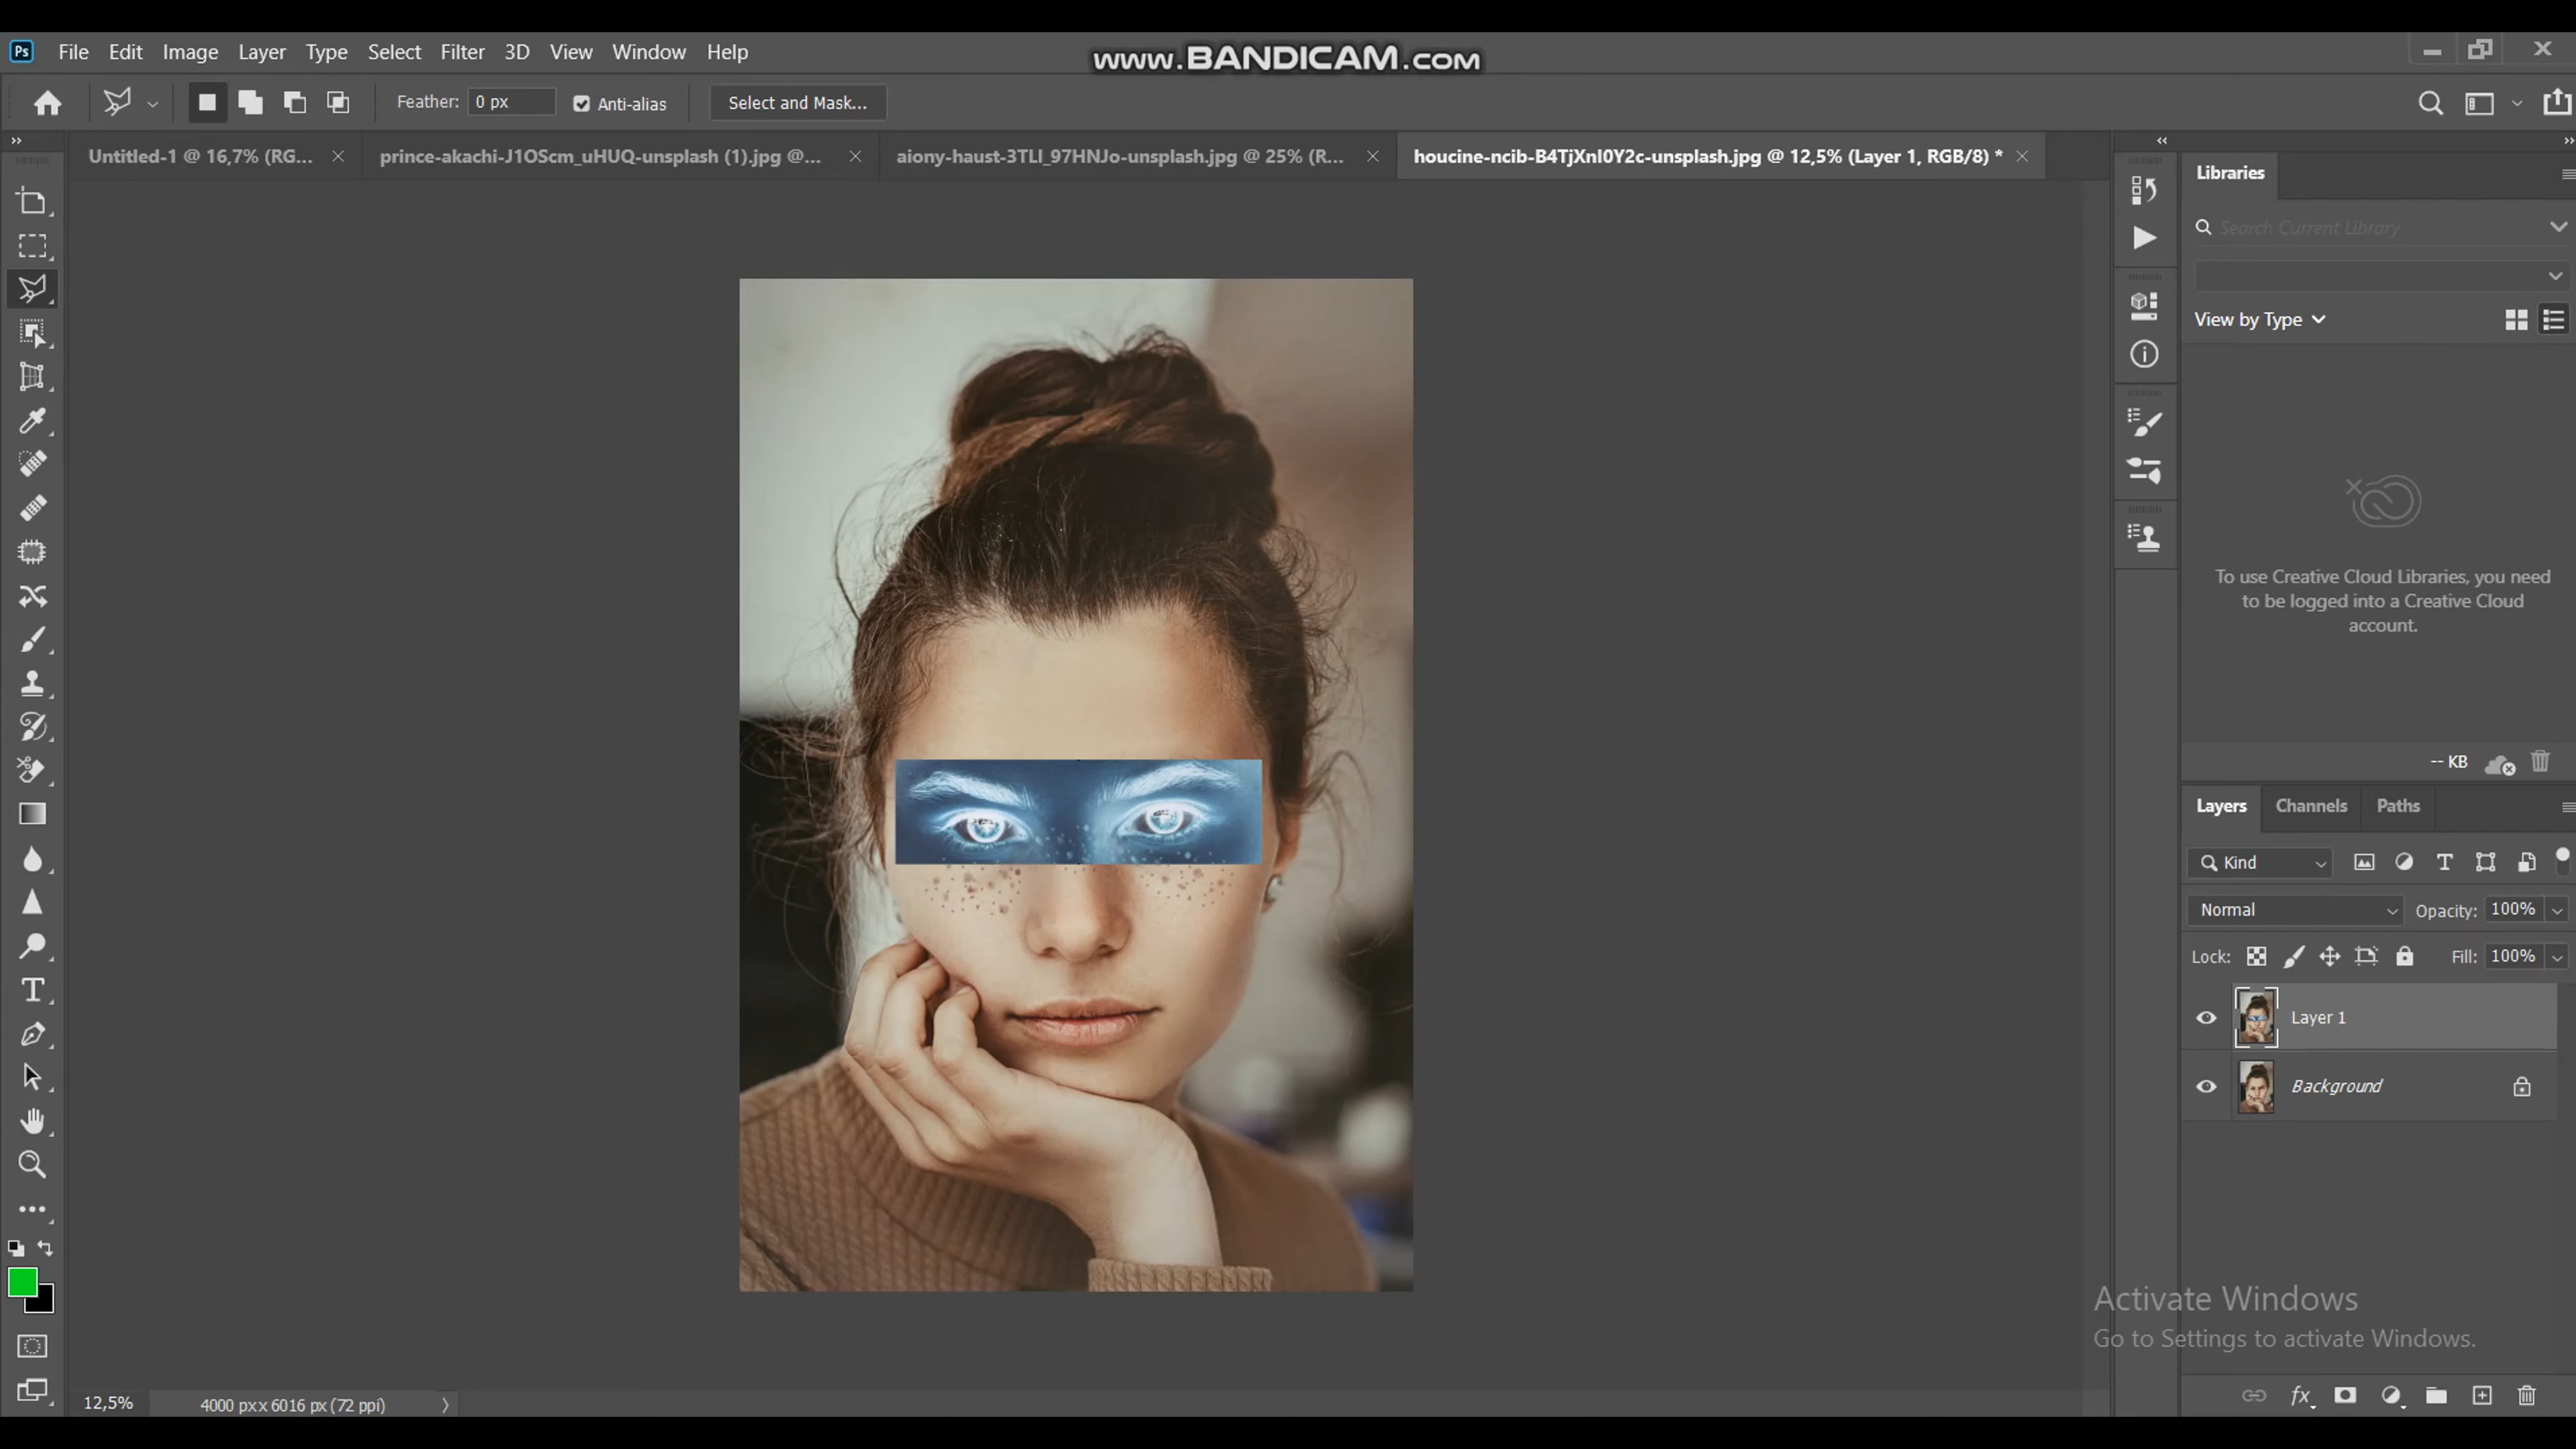 www.BANDICAM.com
Ps File Edit Image Layer Type Select Filter 3D View Window Help
Feather: 0 px Anti-alias Select and Mask...
Untitled-1 @ 16,7% (RG... prince-akachi-J1OScm_uHUQ-unsplash (1).jpg @... aiony-haust-3TLl_97HNJo-unsplash.jpg @ 25% (R... houcine-ncib-B4TjXnI0Y2c-unsplash.jpg @ 12,5% (Layer 1, RGB/8) *
Libraries
Search Current Library
View by Type
To use Creative Cloud Libraries, you need
to be logged into a Creative Cloud
account.
-- KB
Layers Channels Paths
Kind
Normal Opacity: 100%
Lock: Fill: 100%
Layer 1
Background
Activate Windows
Go to Settings to activate Windows.
fx
12,5% 4000 px x 6016 px (72 ppi)